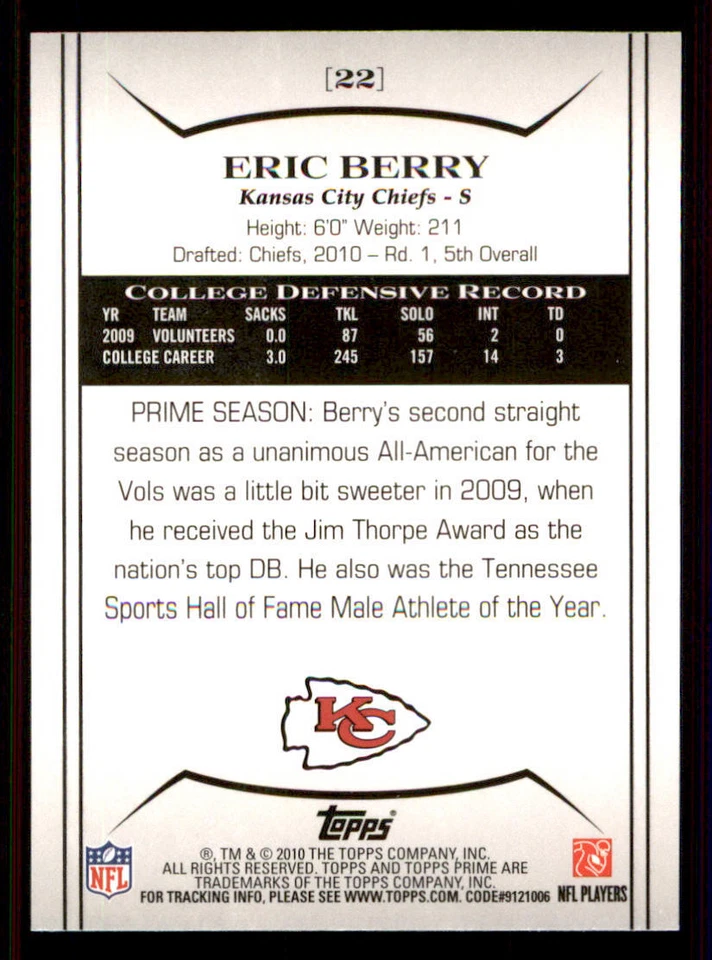 [22]
ERIC BERRY
Kansas City Chiefs - S
Height: 6'0" Weight: 211
Drafted: Chiefs, 2010 – Rd. 1, 5th Overall
COLLEGE DEFENSIVE RECORD
YR TEAM SACKS TKL SOLO INT TD
2009 VOLUNTEERS 0.0 87 56 2 0
COLLEGE CAREER 3.0 245 157 14 3
PRIME SEASON: Berry's second straight
season as a unanimous All-American for the
Vols was a little bit sweeter in 2009, when
he received the Jim Thorpe Award as the
nation's top DB. He also was the Tennessee
Sports Hall of Fame Male Athlete of the Year.
KC
Topps®
®, TM & © 2010 THE TOPPS COMPANY, INC.
ALL RIGHTS RESERVED. TOPPS AND TOPPS PRIME ARE
TRADEMARKS OF THE TOPPS COMPANY, INC.
FOR TRACKING INFO, PLEASE SEE WWW.TOPPS.COM. CODE#9121006
NFL
NFL PLAYERS